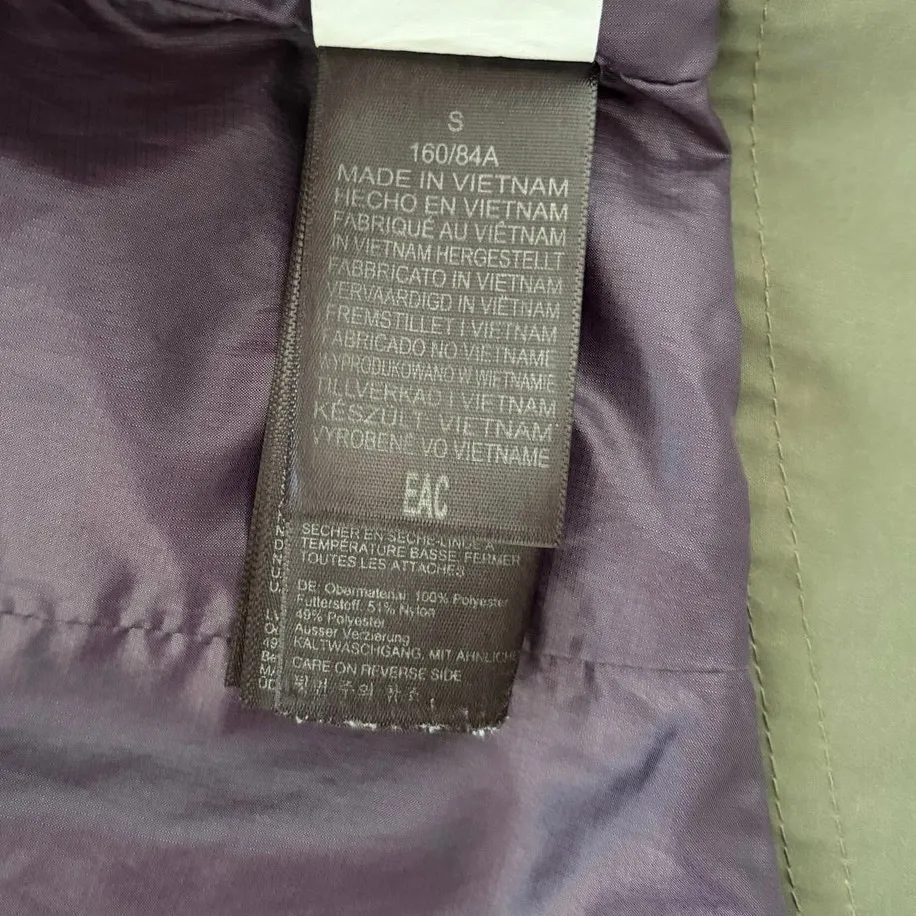 S
160/84A
MADE IN VIETNAM
HECHO EN VIETNAM
FABRIQUÉ AU VIÊTNAM
IN VIETNAM HERGESTELLT
FABBRICATO IN VIETNAM
VERVAARDIGD IN VIËTNAM
FREMSTILLET I VIETNAM
FABRICADO NO VIETNAME
WYPRODUKOWANO W WIETNAMIE
TILLVERKAD I VIETNAM
KÉSZÜLT: VIETNAM
VYROBENÉ VO VIETNAME
EAC
SÉCHER EN SÈCHE-LINGE À
TEMPÉRATURE BASSE. FERMER
TOUTES LES ATTACHES
DE: Obermaterial: 100% Polyester
Futterstoff: 51% Nylon
49% Polyester
Ausser Verzierung
KALTWASCHGANG, MIT ÄHNLICHE
CARE ON REVERSE SIDE